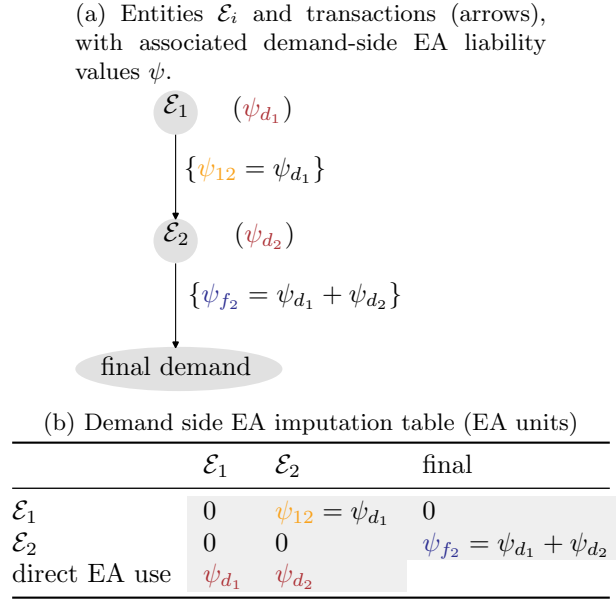 (a) Entities ℰᵢ and transactions (arrows),
with associated demand-side EA liability
values ψ.
ℰ₁ (ψ_{d₁})
{ψ₁₂ = ψ_{d₁}}
ℰ₂ (ψ_{d₂})
{ψ_{f₂} = ψ_{d₁} + ψ_{d₂}}
final demand
(b) Demand side EA imputation table (EA units)
ℰ₁ ℰ₂ final
ℰ₁ 0 ψ₁₂ = ψ_{d₁} 0
ℰ₂ 0 0 ψ_{f₂} = ψ_{d₁} + ψ_{d₂}
direct EA use ψ_{d₁} ψ_{d₂}